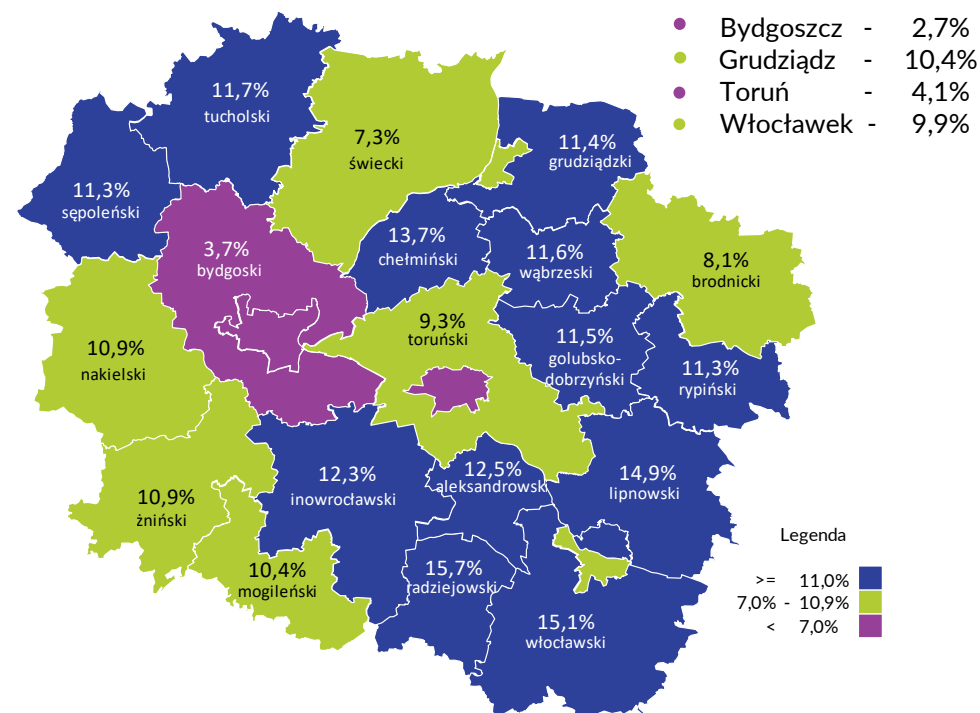 Bydgoszcz - 2,7%
Grudziądz - 10,4%
Toruń - 4,1%
Włocławek - 9,9%
11,7%
tucholski
7,3%
świecki
11,4%
grudziądzki
11,3%
sępoleński
3,7%
bydgoski
13,7%
chełmiński
11,6%
wąbrzeski
8,1%
brodnicki
10,9%
nakielski
9,3%
toruński
11,5%
golubsko-
dobrzyński
11,3%
rypiński
12,3%
inowrocławski
12,5%
aleksandrowski
14,9%
lipnowski
10,9%
żniński
10,4%
mogileński
15,7%
radziejowski
15,1%
włocławski
Legenda
>= 11,0%
7,0% - 10,9%
< 7,0%